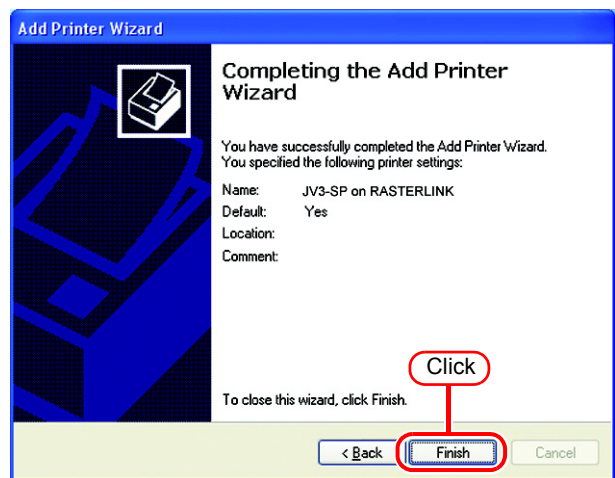 Add Printer Wizard
Completing the Add Printer
Wizard
You have successfully completed the Add Printer Wizard.
You specified the following printer settings:
Name: JV3-SP on RASTERLINK
Default: Yes
Location:
Comment:
Click
To close this wizard, click Finish.
< Back Finish Cancel